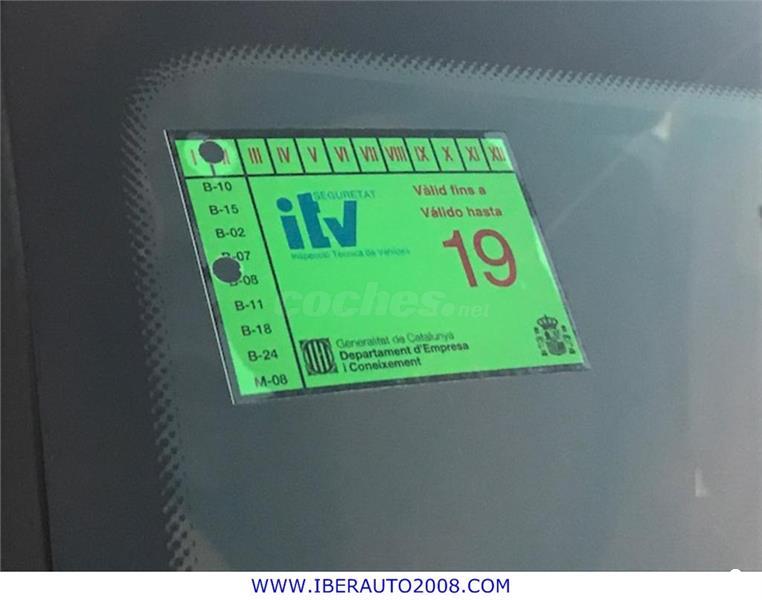 I II III IV V VI VII VIII IX X XI XII
B-10
B-15
B-02
B-07
B-08
B-11
B-18
B-24
M-08
SEGURETAT
itv
Inspecció Tècnica de Vehicles
Vàlid fins a
Válido hasta
19
coches.net
Generalitat de Catalunya
Departament d'Empresa
i Coneixement
WWW.IBERAUTO2008.COM